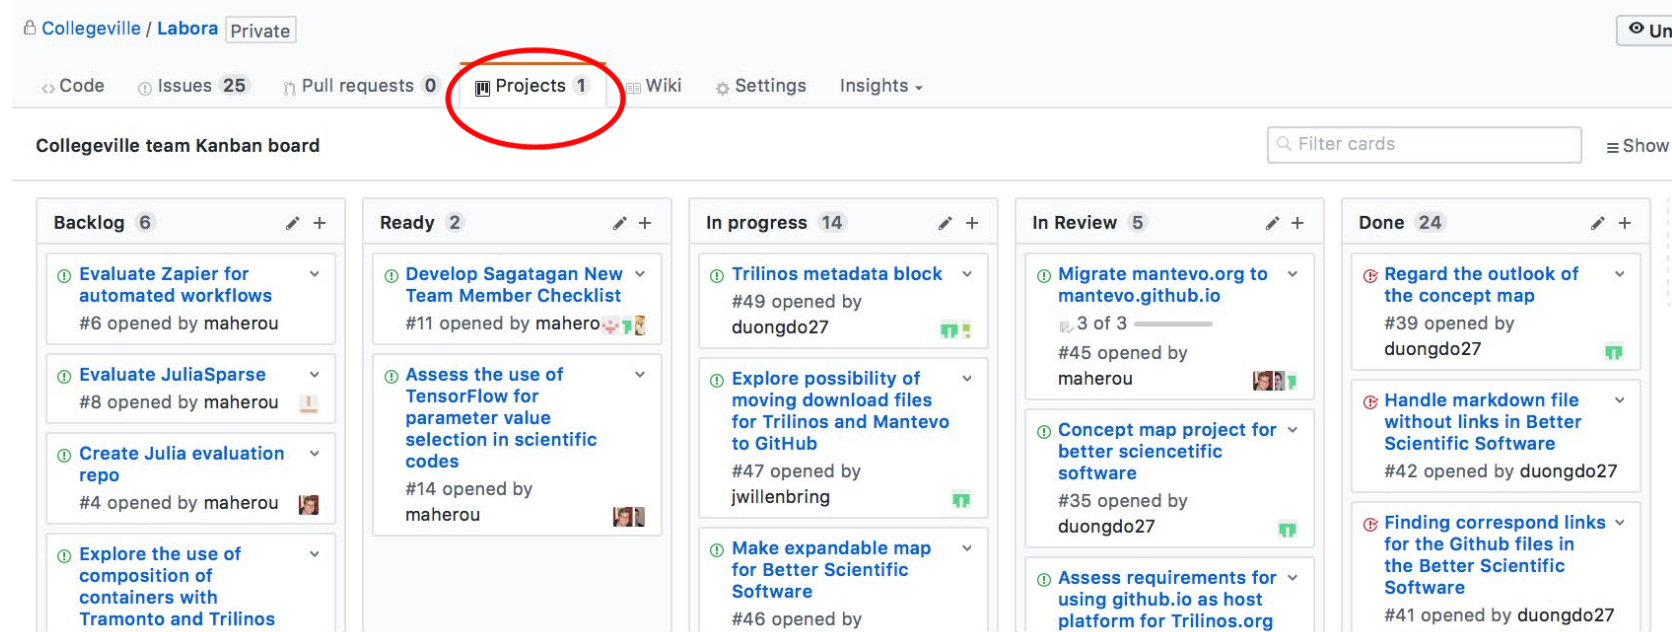 Collegeville / Labora Private
Un
Code
Issues 25
Pull requests 0
Projects 1
Wiki
Settings
Insights
Collegeville team Kanban board
Filter cards
Show
Backlog 6
Evaluate Zapier for
automated workflows
#6 opened by maherou
Evaluate JuliaSparse
#8 opened by maherou
Create Julia evaluation
repo
#4 opened by maherou
Explore the use of
composition of
containers with
Tramonto and Trilinos
Ready 2
Develop Sagatagan New
Team Member Checklist
#11 opened by mahero
Assess the use of
TensorFlow for
parameter value
selection in scientific
codes
#14 opened by
maherou
In progress 14
Trilinos metadata block
#49 opened by
duongdo27
Explore possibility of
moving download files
for Trilinos and Mantevo
to GitHub
#47 opened by
jwillenbring
Make expandable map
for Better Scientific
Software
#46 opened by
In Review 5
Migrate mantevo.org to
mantevo.github.io
3 of 3
#45 opened by
maherou
Concept map project for
better sciencetific
software
#35 opened by
duongdo27
Assess requirements for
using github.io as host
platform for Trilinos.org
Done 24
Regard the outlook of
the concept map
#39 opened by
duongdo27
Handle markdown file
without links in Better
Scientific Software
#42 opened by duongdo27
Finding correspond links
for the Github files in
the Better Scientific
Software
#41 opened by duongdo27